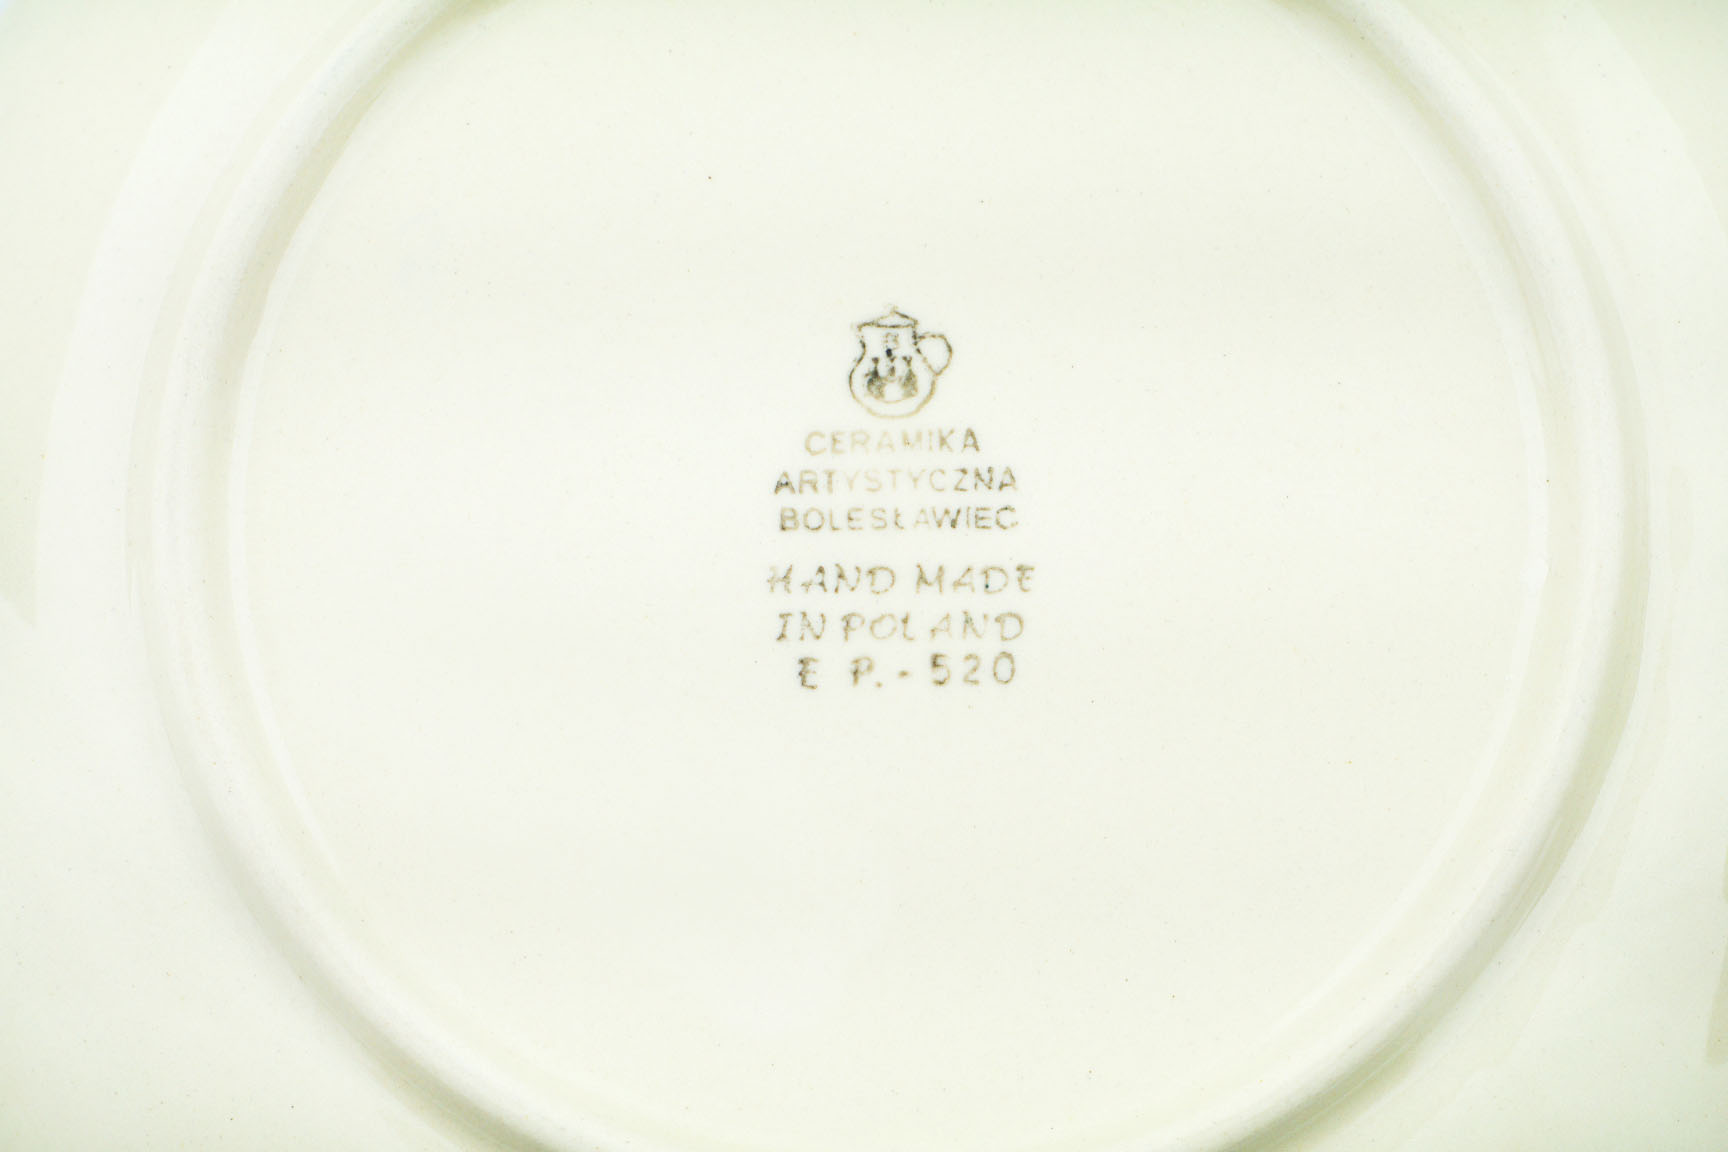 B
CERAMIKA
ARTYSTYCZNA
BOLESŁAWIEC
HAND MADE
IN POLAND
E P. - 520